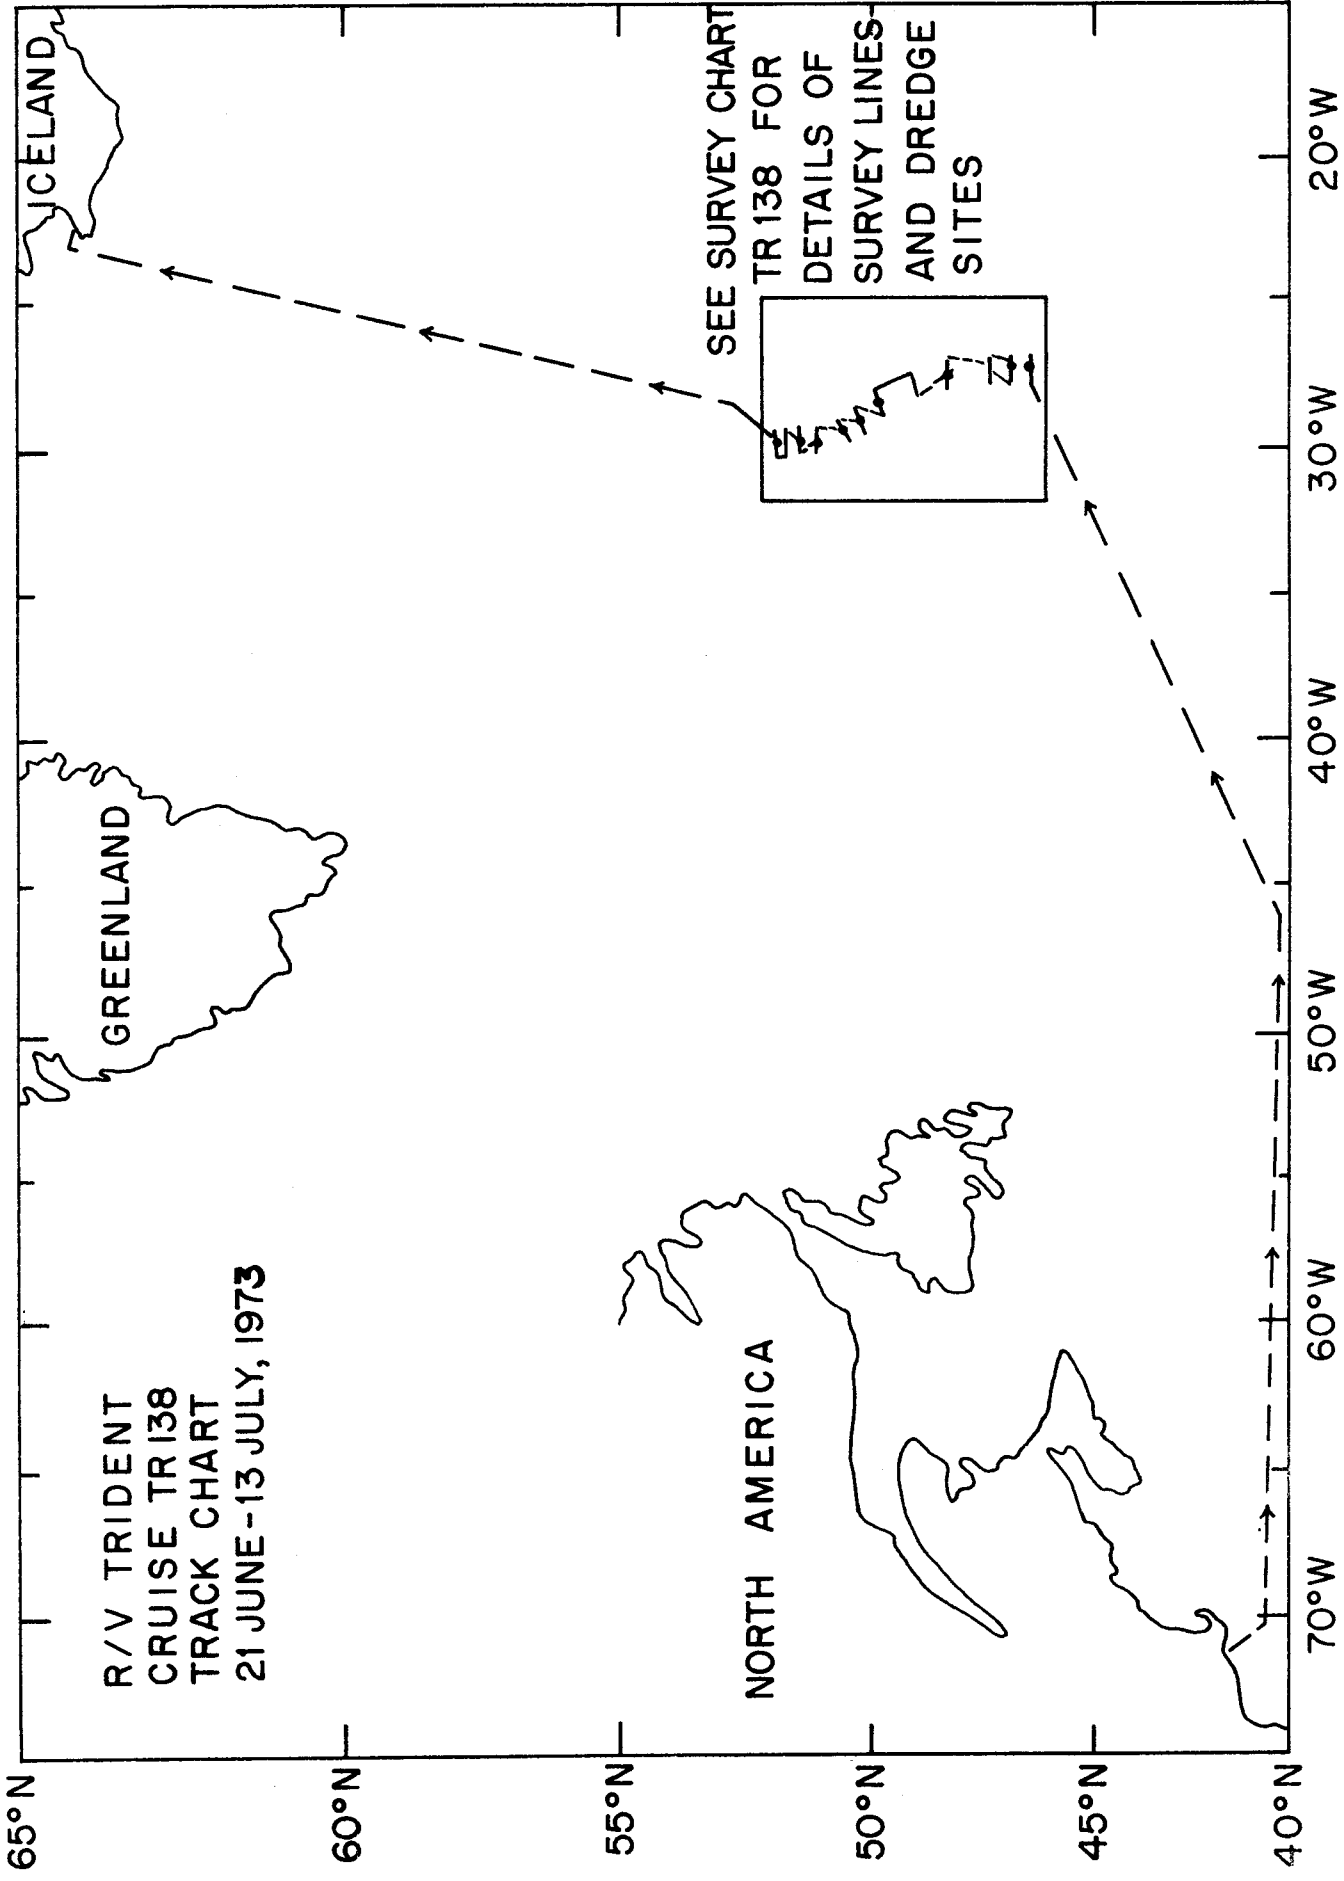 R/V TRIDENT
CRUISE TR 138
TRACK CHART
21 JUNE-13 JULY, 1973
GREENLAND
ICELAND
NORTH AMERICA
SEE SURVEY CHART
TR 138 FOR
DETAILS OF
SURVEY LINES
AND DREDGE
SITES
65°N
60°N
55°N
50°N
45°N
40°N
70°W
60°W
50°W
40°W
30°W
20°W